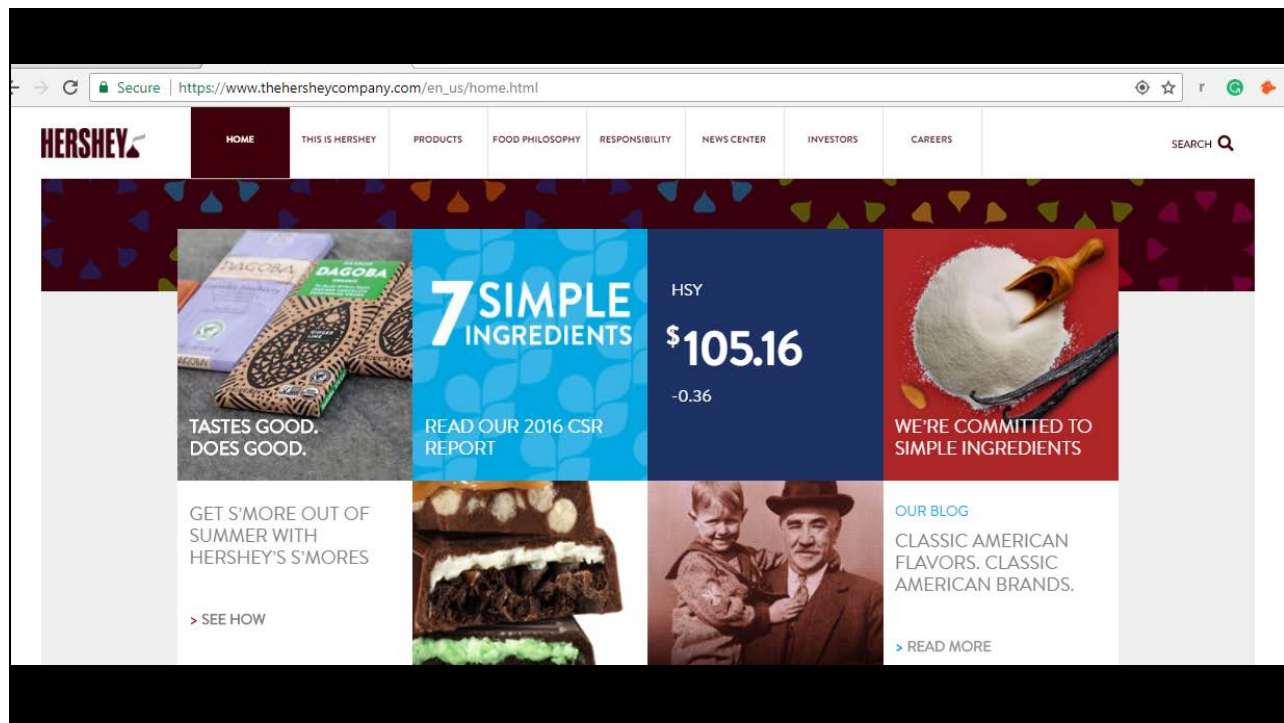 Secure | https://www.thehersheycompany.com/en_us/home.html
HERSHEY
HOME
THIS IS HERSHEY
PRODUCTS
FOOD PHILOSOPHY
RESPONSIBILITY
NEWS CENTER
INVESTORS
CAREERS
SEARCH
DAGOBA
DAGOBA
DAGOBA
GINGER
LIME
TASTES GOOD.
DOES GOOD.
7 SIMPLE
INGREDIENTS
READ OUR 2016 CSR
REPORT
HSY
$105.16
-0.36
WE'RE COMMITTED TO
SIMPLE INGREDIENTS
GET S'MORE OUT OF
SUMMER WITH
HERSHEY'S S'MORES
> SEE HOW
OUR BLOG
CLASSIC AMERICAN
FLAVORS. CLASSIC
AMERICAN BRANDS.
> READ MORE